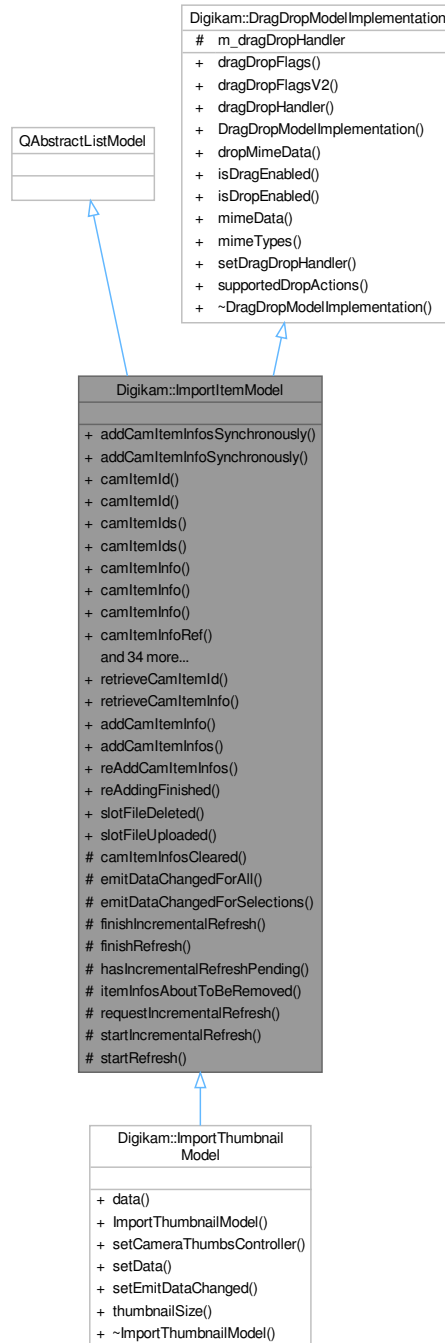 Digikam::DragDropModelImplementation
# m_dragDropHandler
+ dragDropFlags()
+ dragDropFlagsV2()
+ dragDropHandler()
+ DragDropModelImplementation()
+ dropMimeData()
+ isDragEnabled()
+ isDropEnabled()
+ mimeData()
+ mimeTypes()
+ setDragDropHandler()
+ supportedDropActions()
+ ~DragDropModelImplementation()
QAbstractListModel
Digikam::ImportItemModel
+ addCamItemInfosSynchronously()
+ addCamItemInfoSynchronously()
+ camItemId()
+ camItemId()
+ camItemIds()
+ camItemIds()
+ camItemInfo()
+ camItemInfo()
+ camItemInfo()
+ camItemInfoRef()
and 34 more...
+ retrieveCamItemId()
+ retrieveCamItemInfo()
+ addCamItemInfo()
+ addCamItemInfos()
+ reAddCamItemInfos()
+ reAddingFinished()
+ slotFileDeleted()
+ slotFileUploaded()
# camItemInfosCleared()
# emitDataChangedForAll()
# emitDataChangedForSelections()
# finishIncrementalRefresh()
# finishRefresh()
# hasIncrementalRefreshPending()
# itemInfosAboutToBeRemoved()
# requestIncrementalRefresh()
# startIncrementalRefresh()
# startRefresh()
Digikam::ImportThumbnail
Model
+ data()
+ ImportThumbnailModel()
+ setCameraThumbsController()
+ setData()
+ setEmitDataChanged()
+ thumbnailSize()
+ ~ImportThumbnailModel()